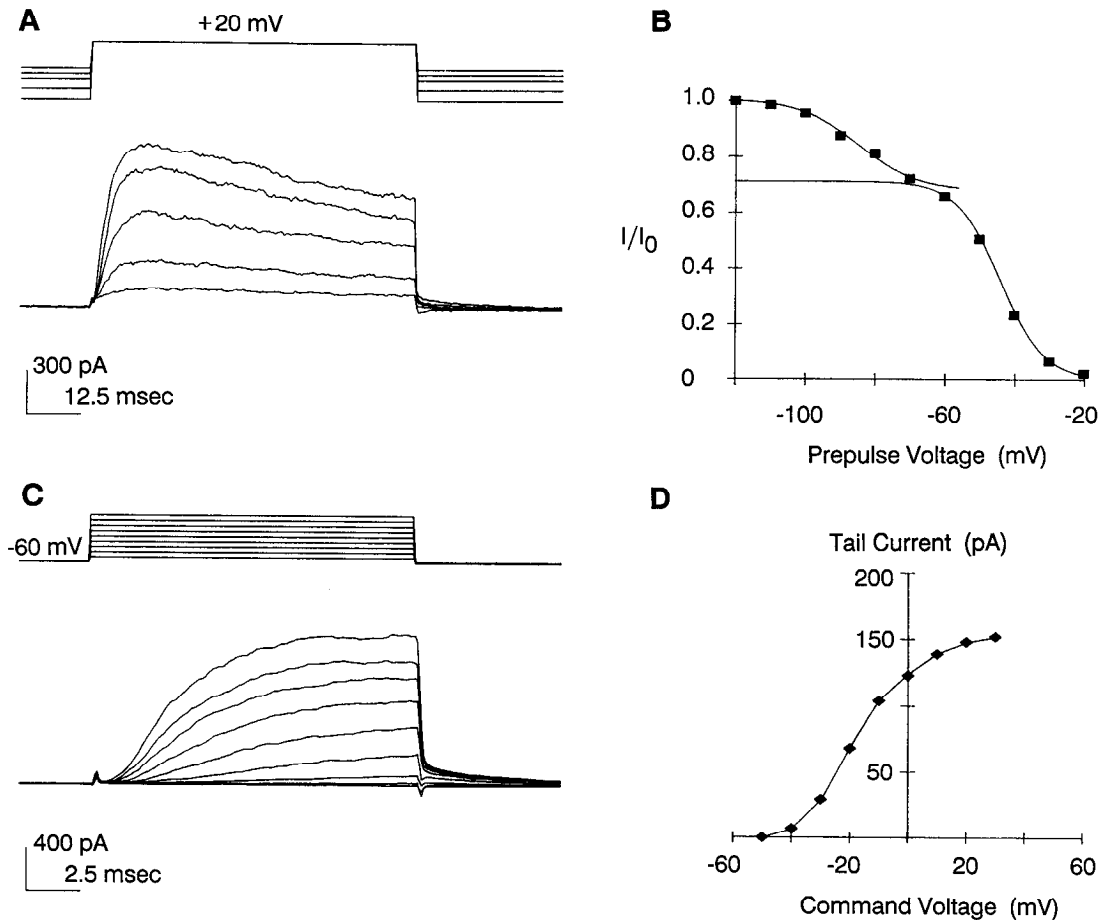 A
+20 mV
300 pA
12.5 msec
B
1.0
0.8
0.6
0.4
0.2
0
I/I0
-100
-60
-20
Prepulse Voltage (mV)
C
-60 mV
400 pA
2.5 msec
D
Tail Current (pA)
200
150
50
-60
-20
20
60
Command Voltage (mV)